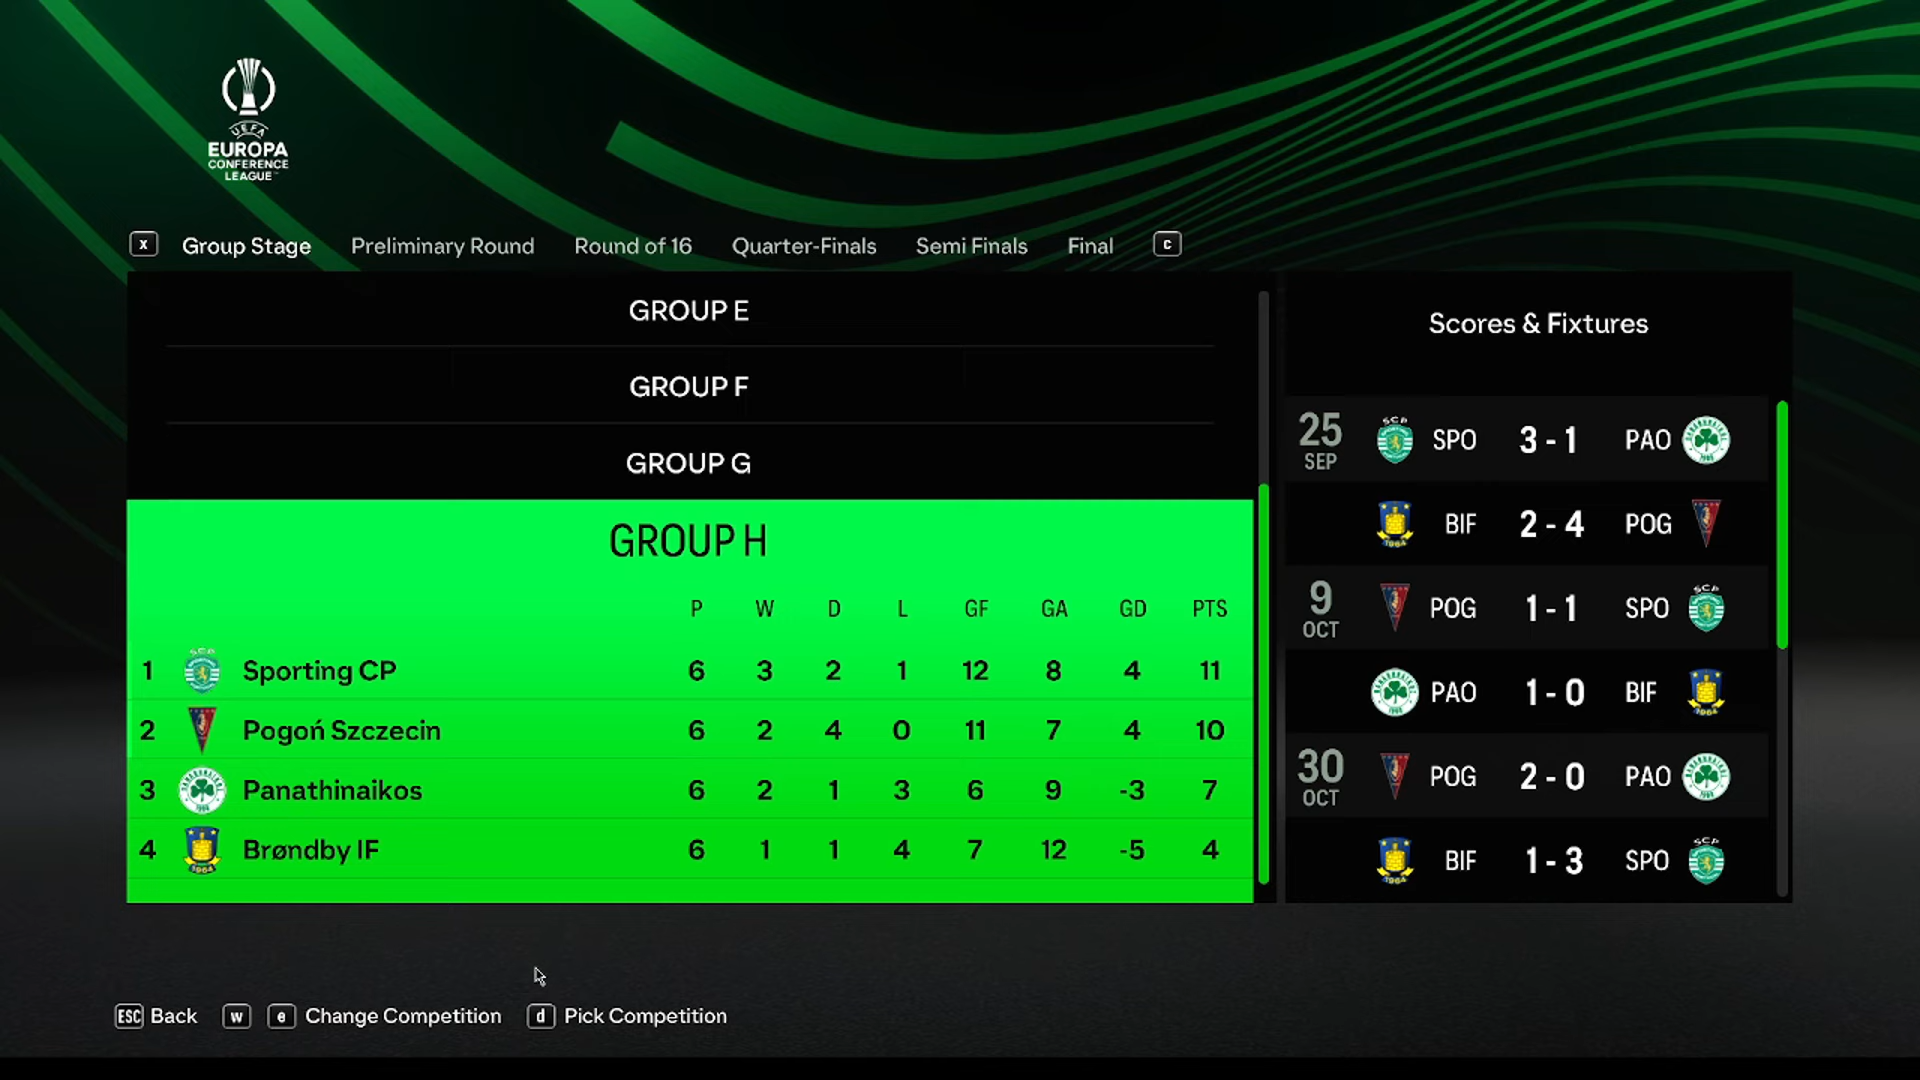 UEFA
EUROPA
CONFERENCE
LEAGUE™
x Group Stage Preliminary Round Round of 16 Quarter-Finals Semi Finals Final c
GROUP E
GROUP F
GROUP G
GROUP H
P W D L GF GA GD PTS
1 Sporting CP 6 3 2 1 12 8 4 11
2 Pogoń Szczecin 6 2 4 0 11 7 4 10
3 Panathinaikos 6 2 1 3 6 9 -3 7
4 Brøndby IF 6 1 1 4 7 12 -5 4
Scores & Fixtures
25 SEP SPO 3 - 1 PAO
BIF 2 - 4 POG
9 OCT POG 1 - 1 SPO
PAO 1 - 0 BIF
30 OCT POG 2 - 0 PAO
BIF 1 - 3 SPO
ESC Back w e Change Competition d Pick Competition